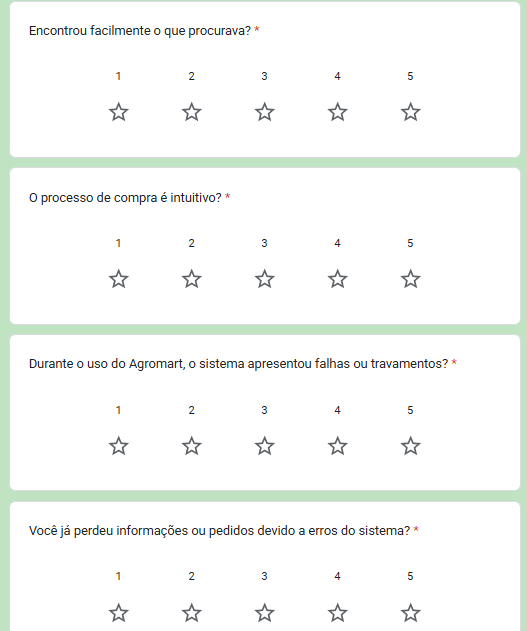 Encontrou facilmente o que procurava? *
1 2 3 4 5
O processo de compra é intuitivo? *
1 2 3 4 5
Durante o uso do Agromart, o sistema apresentou falhas ou travamentos? *
1 2 3 4 5
Você já perdeu informações ou pedidos devido a erros do sistema? *
1 2 3 4 5